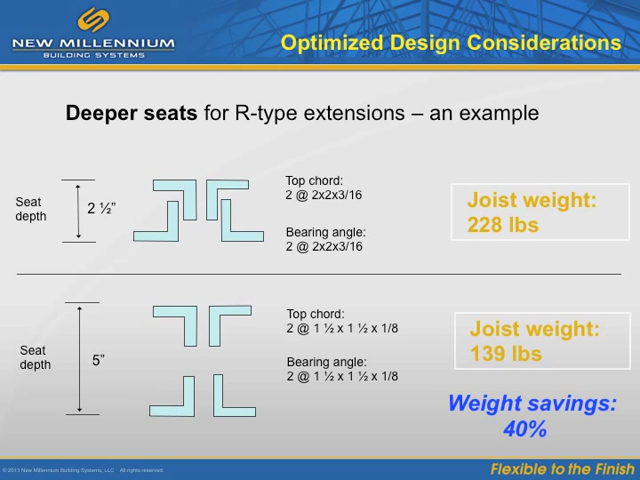 NEW MILLENNIUM
BUILDING SYSTEMS
Optimized Design Considerations
Deeper seats for R-type extensions – an example
Seat
depth
2 ½”
Top chord:
2 @ 2x2x3/16
Bearing angle:
2 @ 2x2x3/16
Joist weight:
228 lbs
Seat
depth
5”
Top chord:
2 @ 1 ½ x 1 ½ x 1/8
Bearing angle:
2 @ 1 ½ x 1 ½ x 1/8
Joist weight:
139 lbs
Weight savings:
40%
© 2013 New Millennium Building Systems, LLC All rights reserved.
Flexible to the Finish